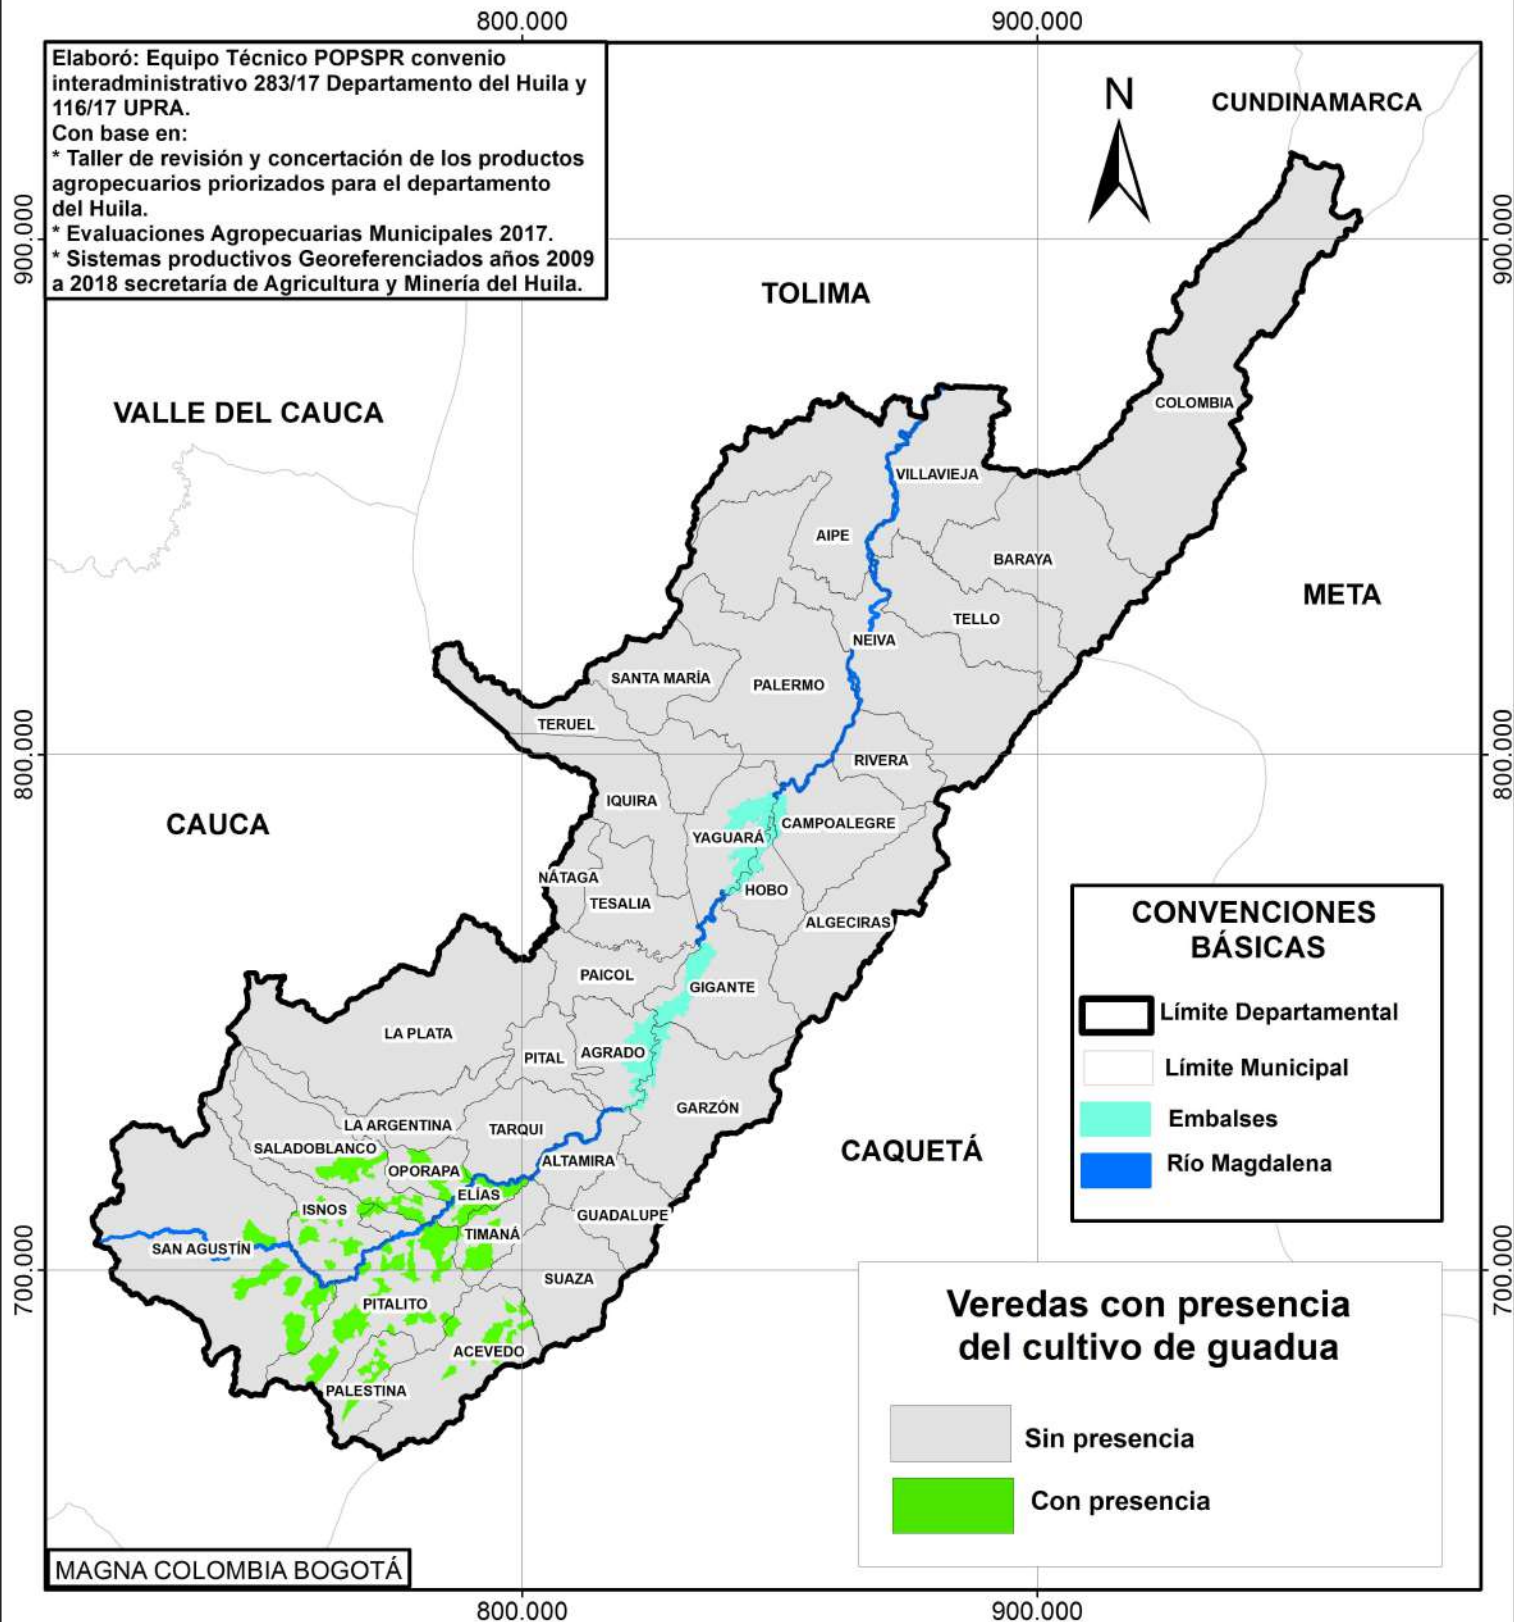 800.000
900.000
Elaboró: Equipo Técnico POPSPR convenio
interadministrativo 283/17 Departamento del Huila y
116/17 UPRA.
Con base en:
* Taller de revisión y concertación de los productos
agropecuarios priorizados para el departamento
del Huila.
* Evaluaciones Agropecuarias Municipales 2017.
* Sistemas productivos Georeferenciados años 2009
a 2018 secretaría de Agricultura y Minería del Huila.
N
CUNDINAMARCA
900.000
900.000
TOLIMA
VALLE DEL CAUCA
COLOMBIA
VILLAVIEJA
AIPE
BARAYA
META
TELLO
NEIVA
SANTA MARÍA
PALERMO
TERUEL
800.000
800.000
RIVERA
IQUIRA
CAUCA
CAMPOALEGRE
YAGUARÁ
NÁTAGA
HOBO
TESALIA
ALGECIRAS
PAICOL
GIGANTE
LA PLATA
PITAL
AGRADO
GARZÓN
LA ARGENTINA
TARQUI
SALADOBLANCO
CAQUETÁ
ALTAMIRA
OPORAPA
ELÍAS
ISNOS
GUADALUPE
TIMANÁ
SAN AGUSTÍN
SUAZA
PITALITO
ACEVEDO
PALESTINA
700.000
700.000
CONVENCIONES
BÁSICAS
Límite Departamental
Límite Municipal
Embalses
Río Magdalena
Veredas con presencia
del cultivo de guadua
Sin presencia
Con presencia
MAGNA COLOMBIA BOGOTÁ
800.000
900.000